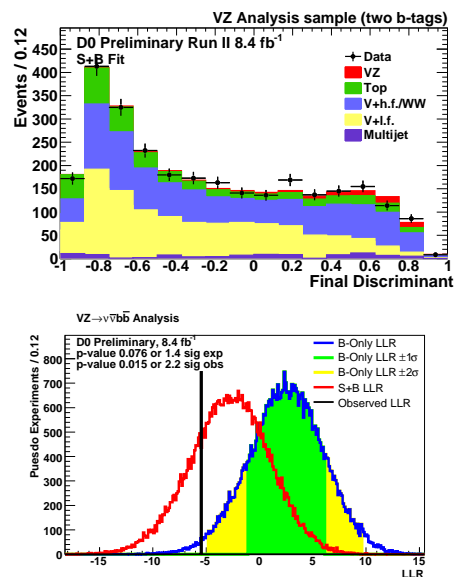 VZ Analysis sample (two b-tags)
D0 Preliminary Run II 8.4 fb⁻¹
S+B Fit
Data
VZ
Top
V+h.f./WW
V+l.f.
Multijet
Events / 0.12
450
400
350
300
250
200
150
100
50
0
-1 -0.8 -0.6 -0.4 -0.2 0 0.2 0.4 0.6 0.8 1
Final Discriminant
VZ→νν̅bb̅ Analysis
D0 Preliminary, 8.4 fb⁻¹
p-value 0.076 or 1.4 sig exp
p-value 0.015 or 2.2 sig obs
B-Only LLR
B-Only LLR ±1σ
B-Only LLR ±2σ
S+B LLR
Observed LLR
Puesdo Experiments / 0.12
800
700
600
500
400
300
200
100
0
-15 -10 -5 0 5 10 15
LLR